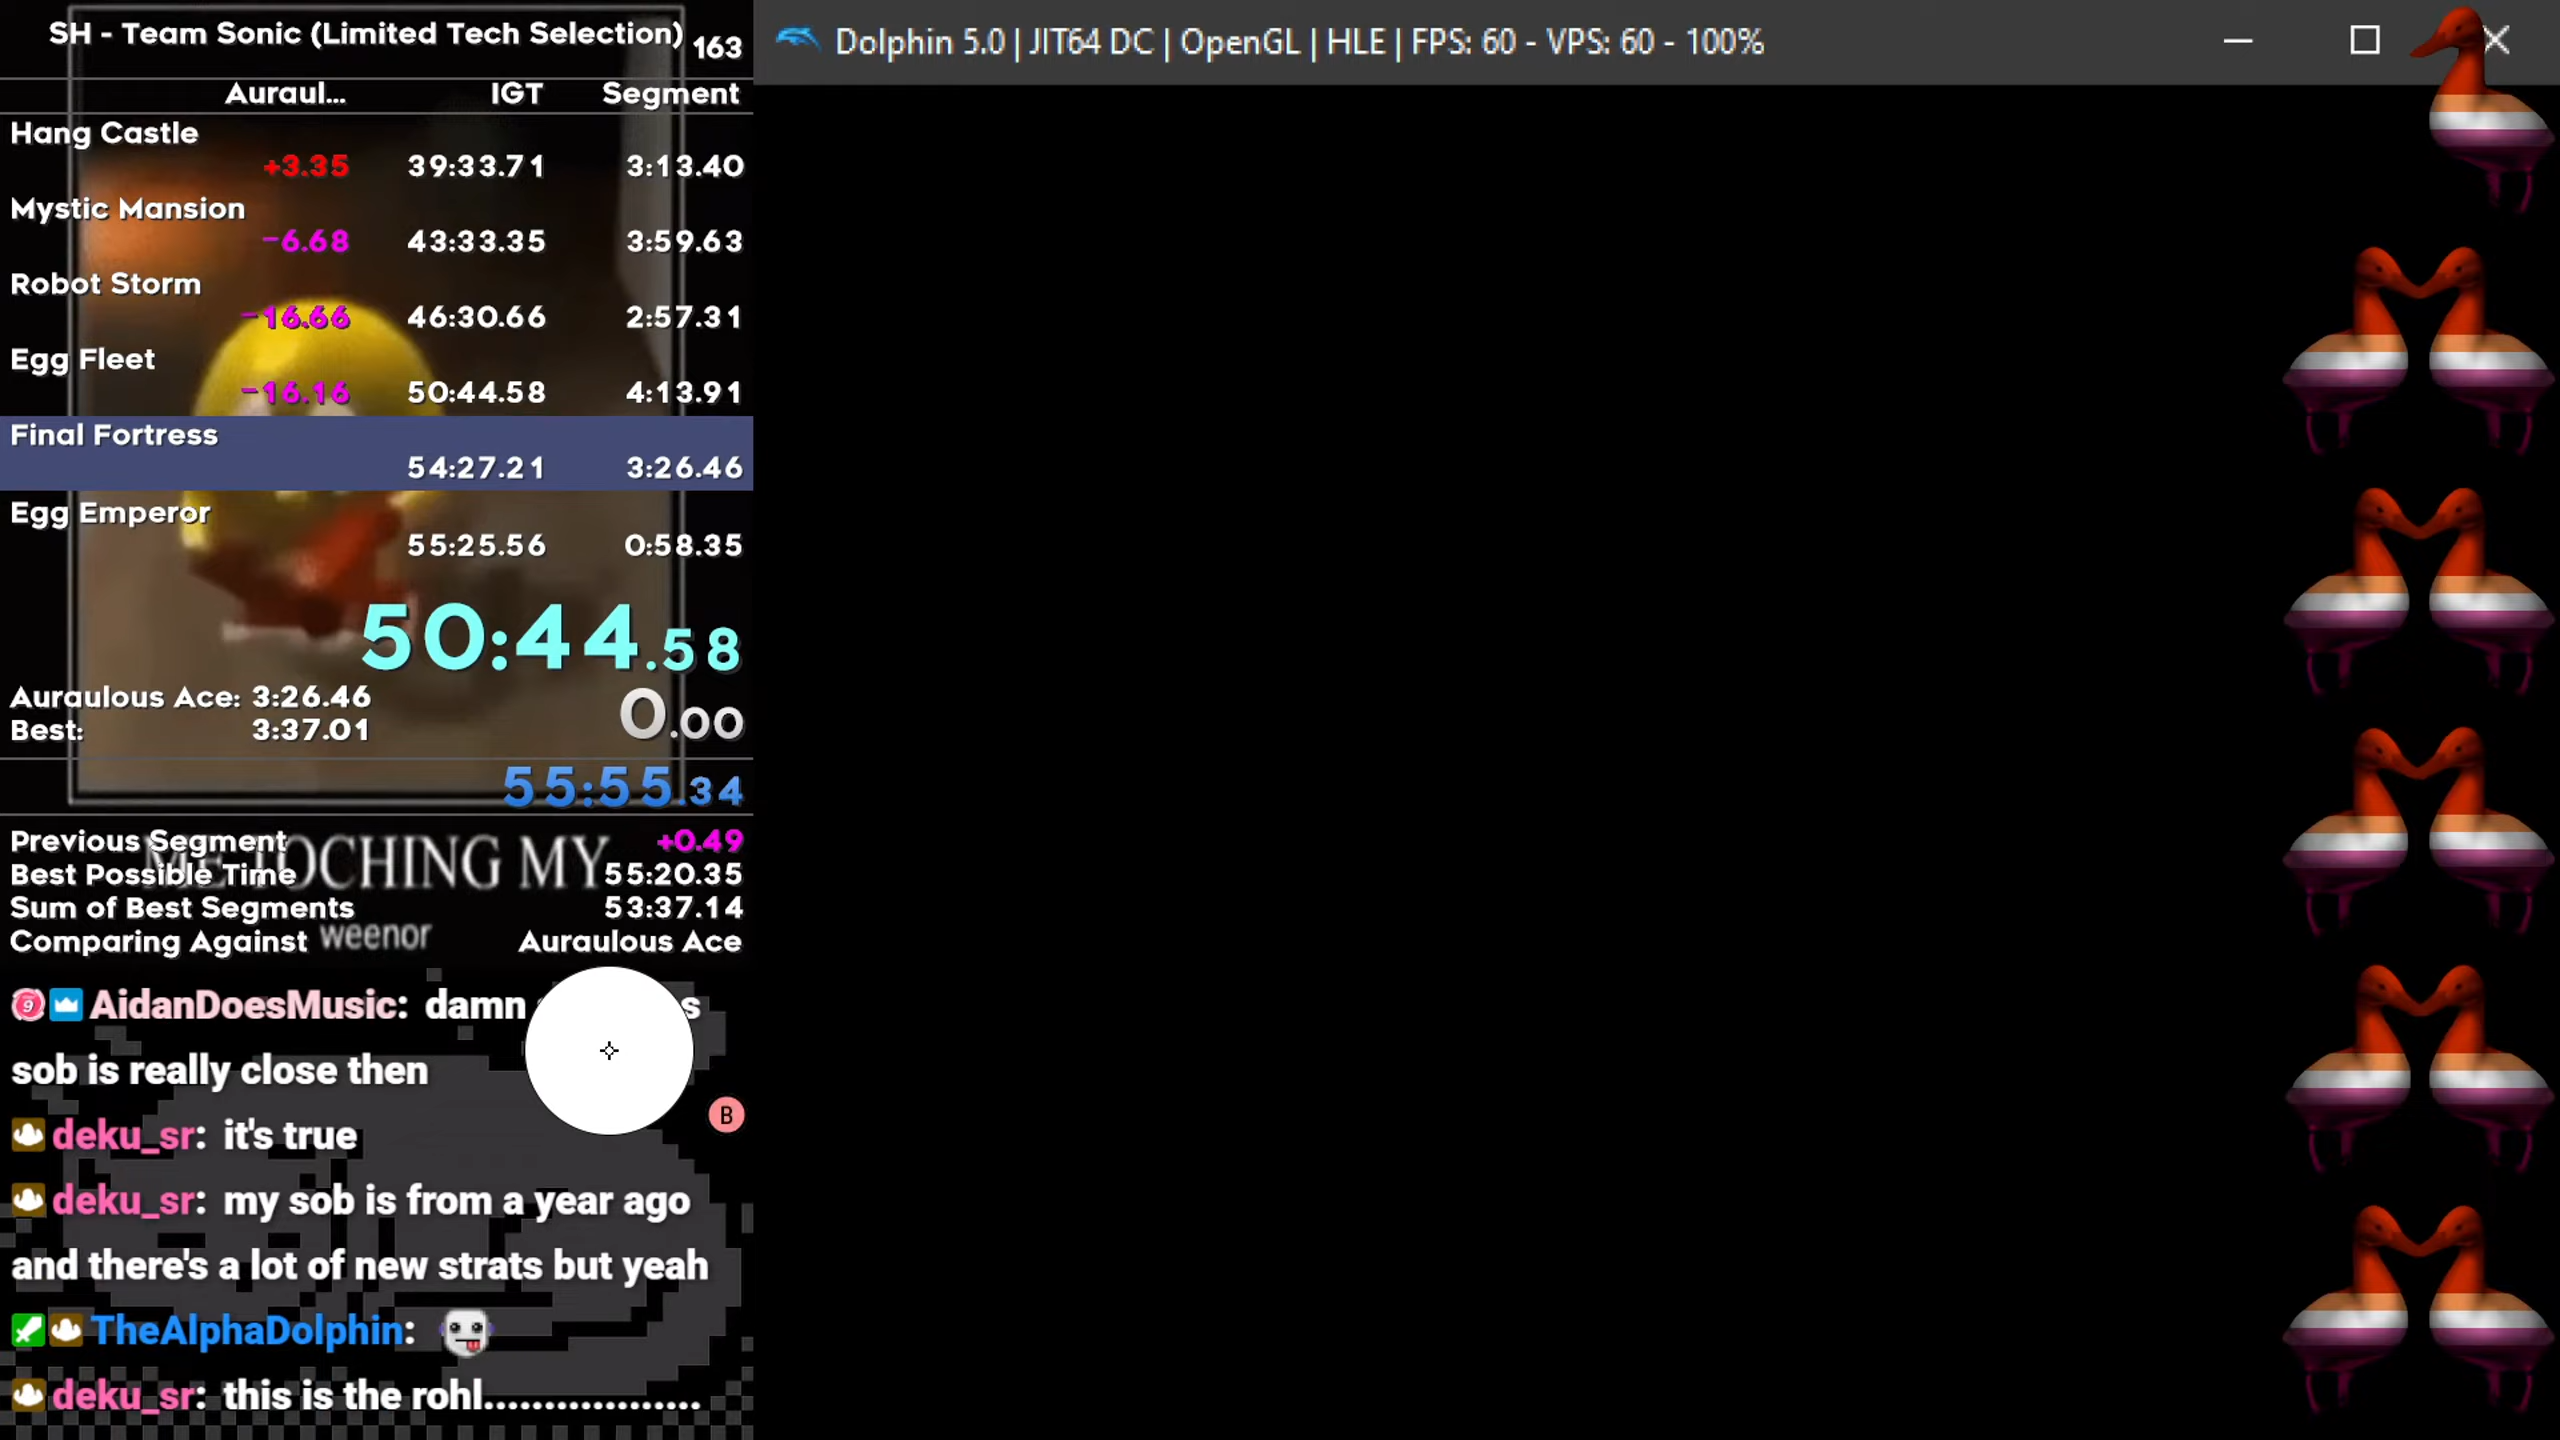 SH - Team Sonic (Limited Tech Selection) 163
Auraul... IGT Segment
Hang Castle
+3.35 39:33.71 3:13.40
Mystic Mansion
-6.68 43:33.35 3:59.63
Robot Storm
-16.66 46:30.66 2:57.31
Egg Fleet
-16.16 50:44.58 4:13.91
Final Fortress
54:27.21 3:26.46
Egg Emperor
55:25.56 0:58.35
50:44.58
Auraulous Ace: 3:26.46
Best: 3:37.01
0.00
55:55.34
Previous Segment +0.49
Best Possible Time 55:20.35
Sum of Best Segments 53:37.14
Comparing Against Auraulous Ace
ME TOCHING MY
weenor
AidanDoesMusic: damn
sob is really close then
B
deku_sr: it's true
deku_sr: my sob is from a year ago
and there's a lot of new strats but yeah
TheAlphaDolphin:
deku_sr: this is the rohl..................
Dolphin 5.0 | JIT64 DC | OpenGL | HLE | FPS: 60 - VPS: 60 - 100%